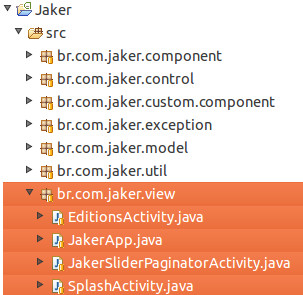 Jaker
src
br.com.jaker.component
br.com.jaker.control
br.com.jaker.custom.component
br.com.jaker.exception
br.com.jaker.model
br.com.jaker.util
br.com.jaker.view
EditionsActivity.java
JakerApp.java
JakerSliderPaginatorActivity.java
SplashActivity.java